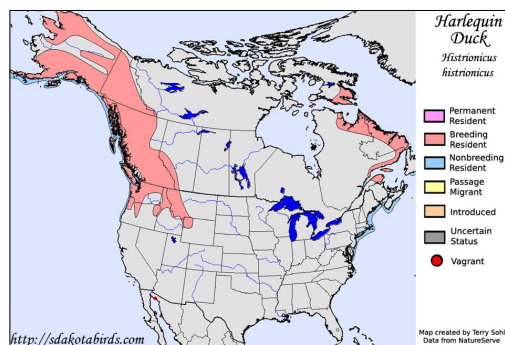 Harlequin
Duck
Histrionicus
histrionicus
Permanent
Resident
Breeding
Resident
Nonbreeding
Resident
Passage
Migrant
Introduced
Uncertain
Status
Vagrant
http://sdakotabirds.com
Map created by Terry Sohl
Data from NatureServe